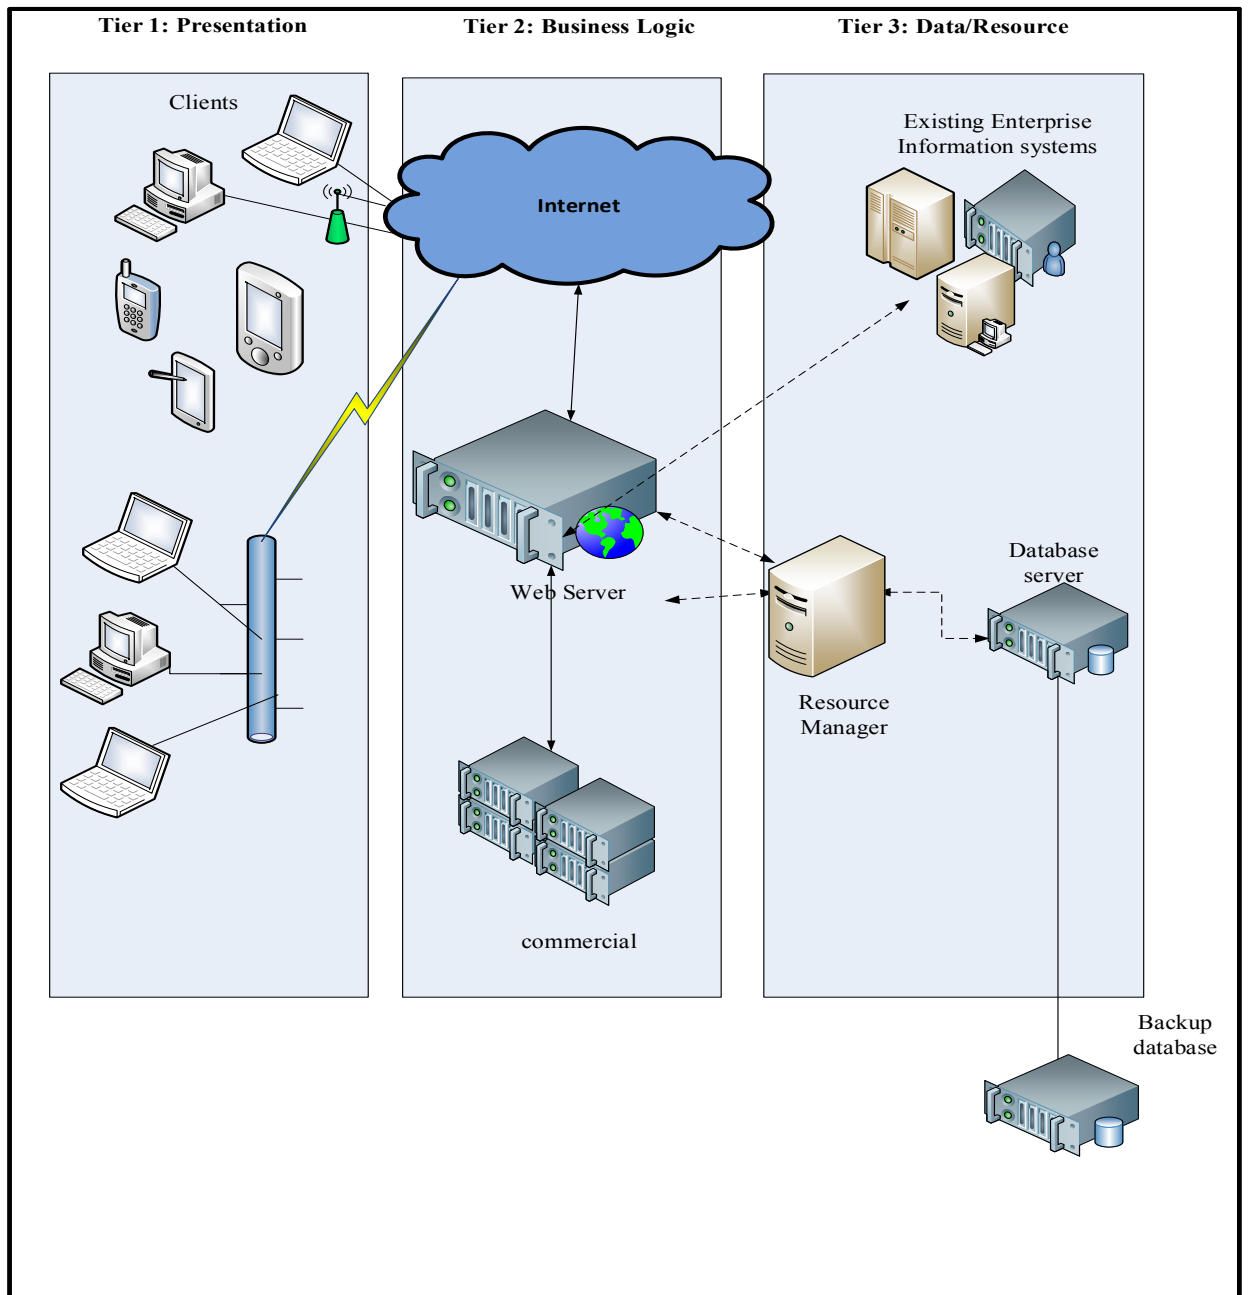 Tier 1: Presentation
Tier 2: Business Logic
Tier 3: Data/Resource
Clients
Existing Enterprise
Information systems
Internet
Web Server
Database
server
Resource
Manager
commercial
Backup
database